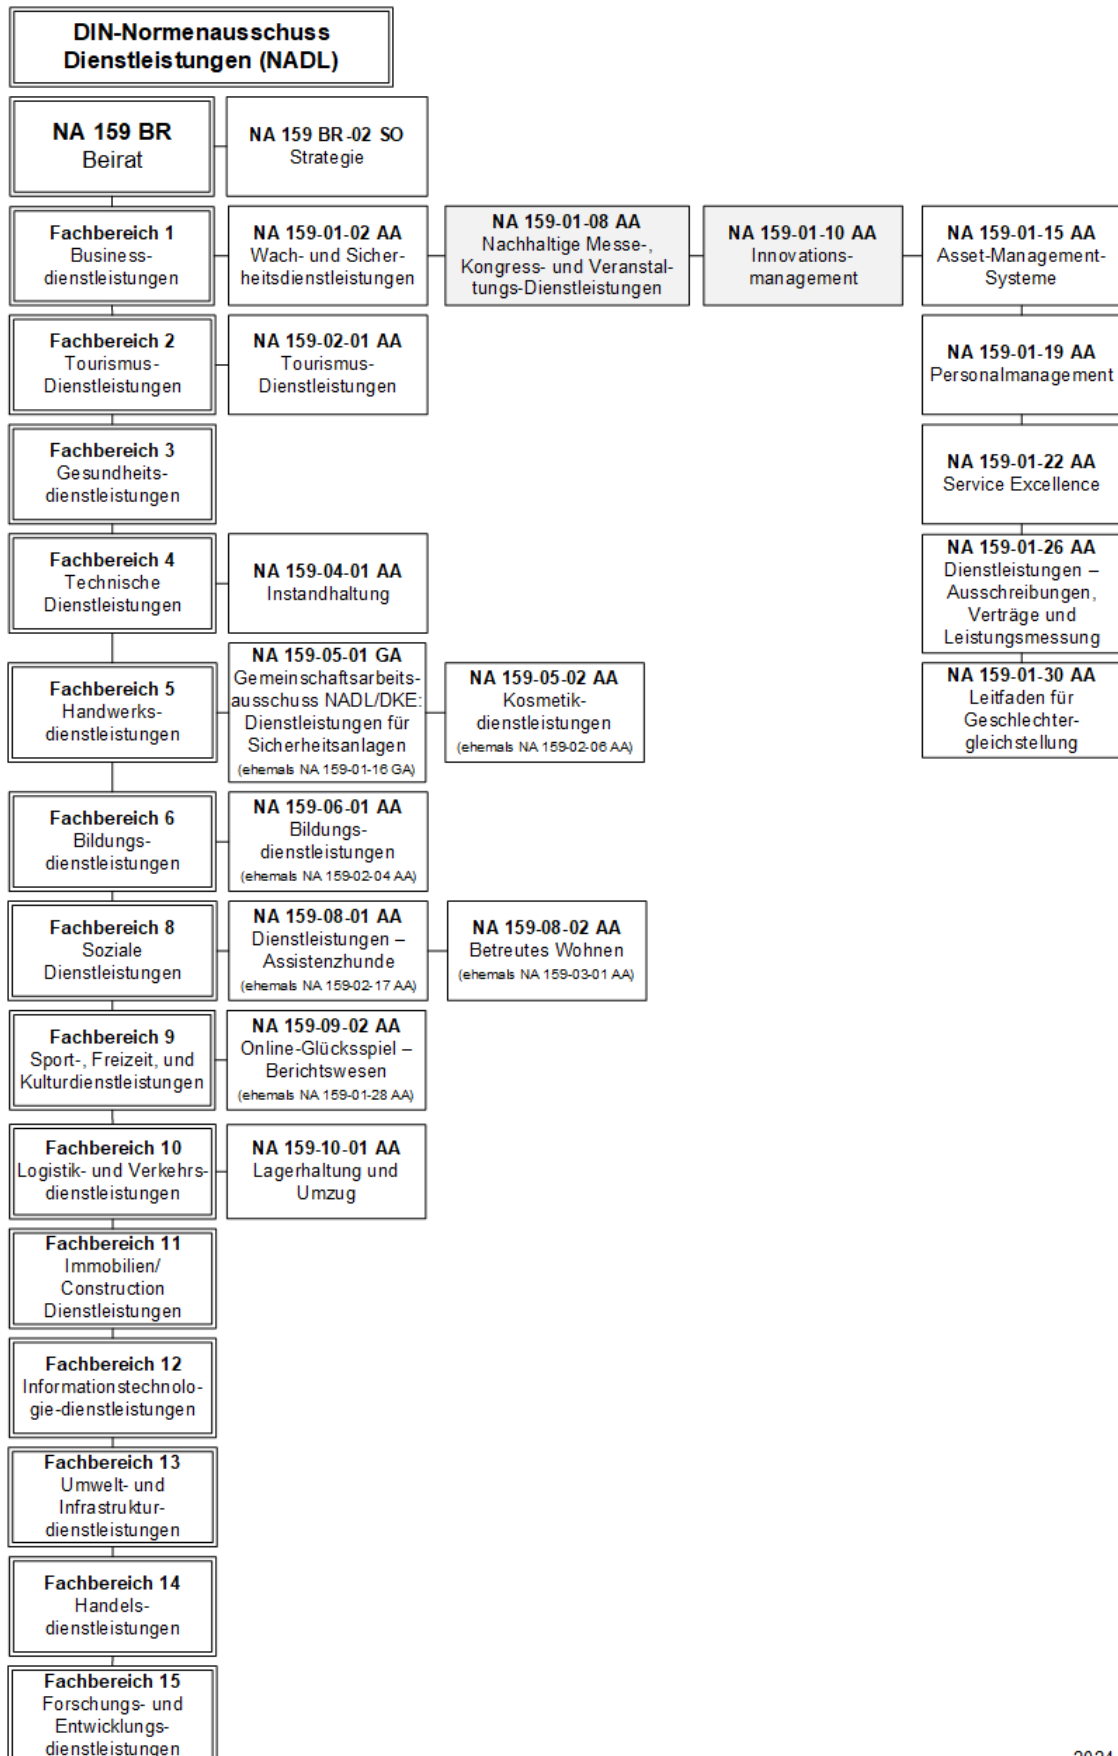 DIN-Normenausschuss
Dienstleistungen (NADL)
NA 159 BR
Beirat
NA 159 BR-02 SO
Strategie
Fachbereich 1
Business-
dienstleistungen
NA 159-01-02 AA
Wach- und Sicher-
heitsdienstleistungen
NA 159-01-08 AA
Nachhaltige Messe-,
Kongress- und Veranstal-
tungs-Dienstleistungen
NA 159-01-10 AA
Innovations-
management
NA 159-01-15 AA
Asset-Management-
Systeme
Fachbereich 2
Tourismus-
Dienstleistungen
NA 159-02-01 AA
Tourismus-
Dienstleistungen
NA 159-01-19 AA
Personalmanagement
Fachbereich 3
Gesundheits-
dienstleistungen
NA 159-01-22 AA
Service Excellence
Fachbereich 4
Technische
Dienstleistungen
NA 159-04-01 AA
Instandhaltung
NA 159-01-26 AA
Dienstleistungen –
Ausschreibungen,
Verträge und
Leistungsmessung
Fachbereich 5
Handwerks-
dienstleistungen
NA 159-05-01 GA
Gemeinschaftsarbeits-
ausschuss NADL/DKE:
Dienstleistungen für
Sicherheitsanlagen
(ehemals NA 159-01-16 GA)
NA 159-05-02 AA
Kosmetik-
dienstleistungen
(ehemals NA 159-02-06 AA)
NA 159-01-30 AA
Leitfaden für
Geschlechter-
gleichstellung
Fachbereich 6
Bildungs-
dienstleistungen
NA 159-06-01 AA
Bildungs-
dienstleistungen
(ehemals NA 159-02-04 AA)
Fachbereich 8
Soziale
Dienstleistungen
NA 159-08-01 AA
Dienstleistungen –
Assistenzhunde
(ehemals NA 159-02-17 AA)
NA 159-08-02 AA
Betreutes Wohnen
(ehemals NA 159-03-01 AA)
Fachbereich 9
Sport-, Freizeit, und
Kulturdienstleistungen
NA 159-09-02 AA
Online-Glücksspiel –
Berichtswesen
(ehemals NA 159-01-28 AA)
Fachbereich 10
Logistik- und Verkehrs-
dienstleistungen
NA 159-10-01 AA
Lagerhaltung und
Umzug
Fachbereich 11
Immobilien/
Construction
Dienstleistungen
Fachbereich 12
Informationstechnolo-
gie-dienstleistungen
Fachbereich 13
Umwelt- und
Infrastruktur-
dienstleistungen
Fachbereich 14
Handels-
dienstleistungen
Fachbereich 15
Forschungs- und
Entwicklungs-
dienstleistungen